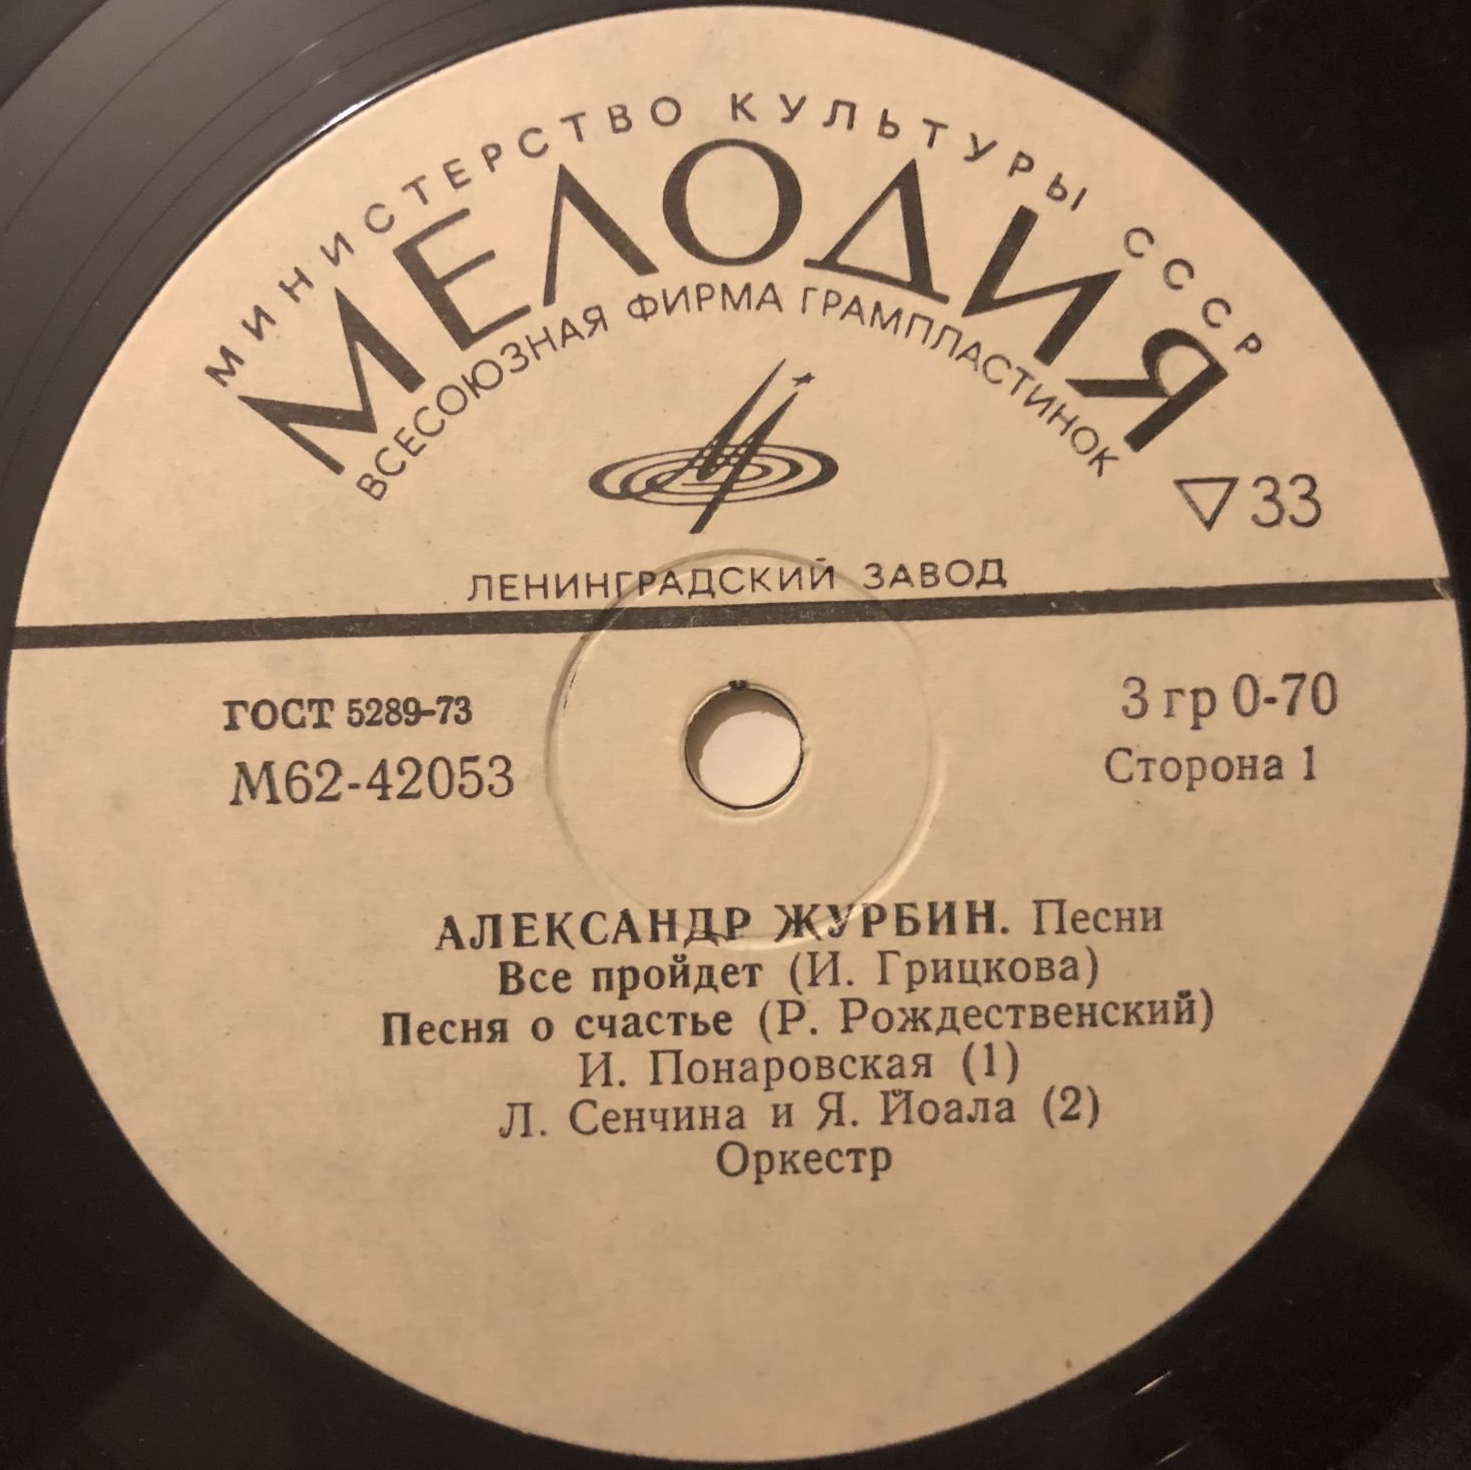 МИНИСТЕРСТВО КУЛЬТУРЫ СССР
МЕЛОДИЯ
ВСЕСОЮЗНАЯ ФИРМА ГРАМПЛАСТИНОК
▽33
ЛЕНИНГРАДСКИЙ ЗАВОД
ГОСТ 5289-73
3 гр 0-70
М62-42053
Сторона 1
АЛЕКСАНДР ЖУРБИН. Песни
Все пройдет (И. Грицкова)
Песня о счастье (Р. Рождественский)
И. Понаровская (1)
Л. Сенчина и Я. Йоала (2)
Оркестр